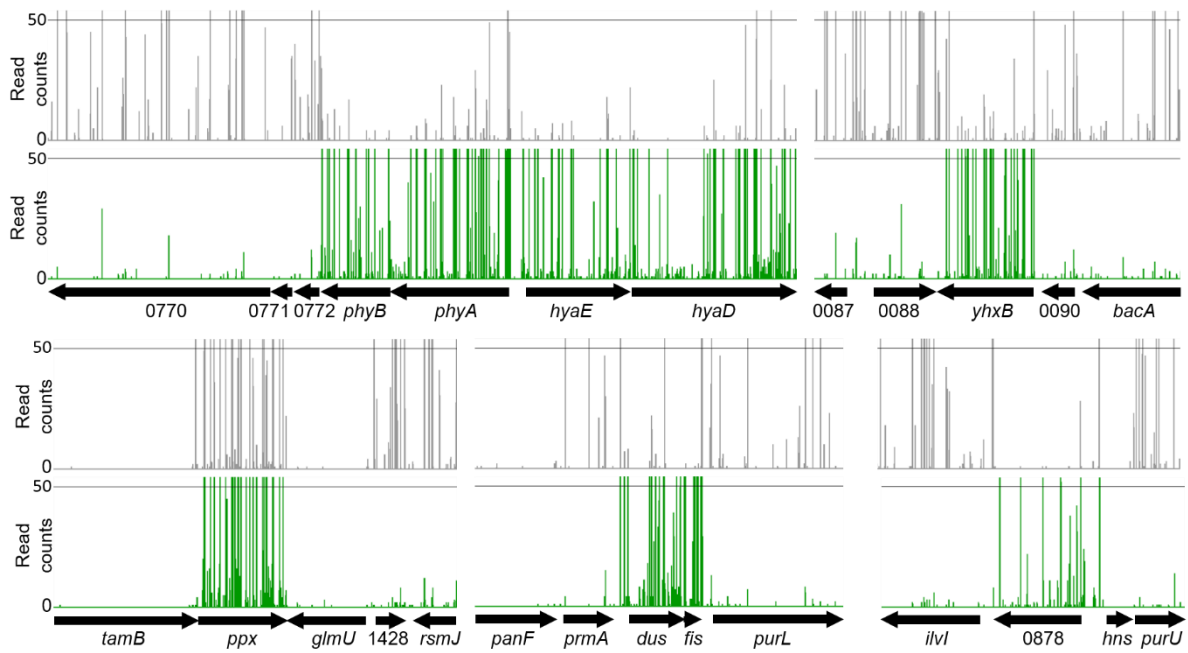 50
Read counts
0
50
Read counts
0
0770 0771 0772 phyB phyA hyaE hyaD 0087 0088 yhxB 0090 bacA
50
Read counts
0
50
Read counts
0
tamB ppx glmU 1428 rsmJ panF prmA dus fis purL ilvI 0878 hns purU